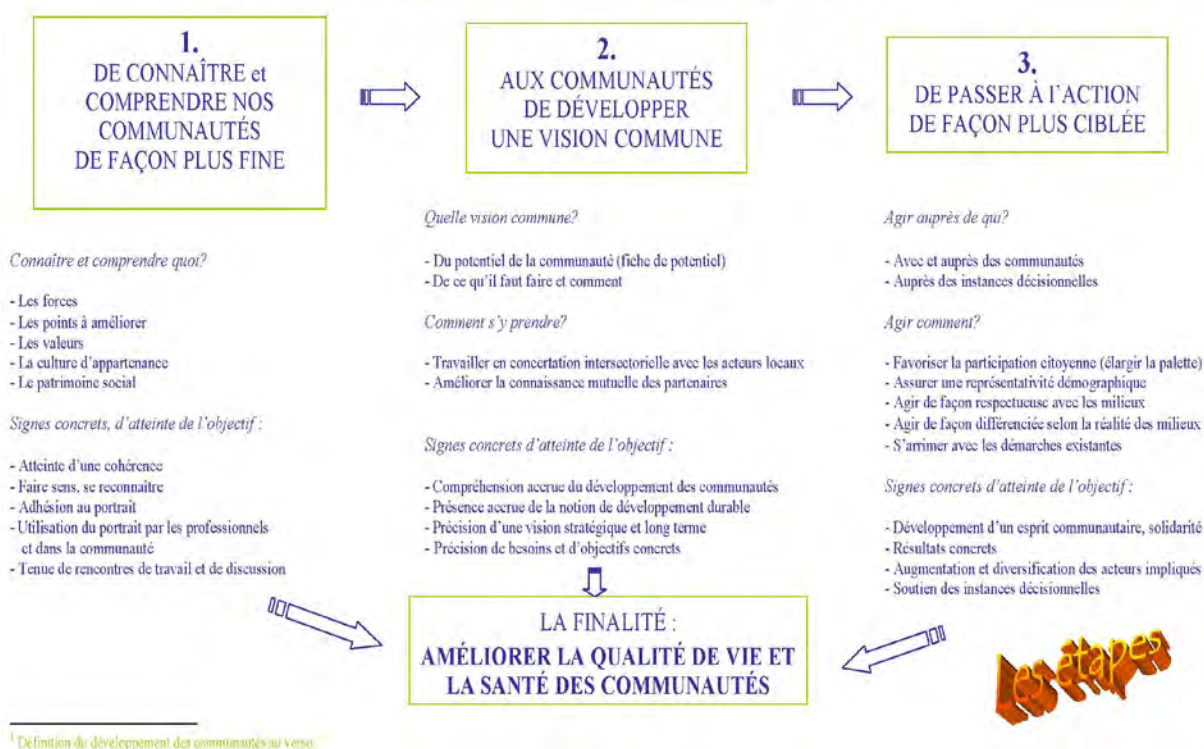 1.
DE CONNAÎTRE et
COMPRENDRE NOS
COMMUNAUTÉS
DE FAÇON PLUS FINE
2.
AUX COMMUNAUTÉS
DE DÉVELOPPER
UNE VISION COMMUNE
3.
DE PASSER À l'ACTION
DE FAÇON PLUS CIBLÉE
Connaître et comprendre quoi?
- Les forces
- Les points à améliorer
- Les valeurs
- La culture d'appartenance
- Le patrimoine social
Signes concrets, d'atteinte de l'objectif :
- Atteinte d'une cohérence
- Faire sens, se reconnaître
- Adhésion au portrait
- Utilisation du portrait par les professionnels
et dans la communauté
- Tenue de rencontres de travail et de discussion
Quelle vision commune?
- Du potentiel de la communauté (fiche de potentiel)
- De ce qu'il faut faire et comment
Comment s'y prendre?
- Travailler en concertation intersectorielle avec les acteurs locaux
- Améliorer la connaissance mutuelle des partenaires
Signes concrets d'atteinte de l'objectif :
- Compréhension accrue du développement des communautés
- Présence accrue de la notion de développement durable
- Précision d'une vision stratégique et long terme
- Précision de besoins et d'objectifs concrets
Agir auprès de qui?
- Avec et auprès des communautés
- Auprès des instances décisionnelles
Agir comment?
- Favoriser la participation citoyenne (élargir la palette)
- Assurer une représentativité démographique
- Agir de façon respectueuse avec les milieux
- Agir de façon différenciée selon la réalité des milieux
- S'arrimer avec les démarches existantes
Signes concrets d'atteinte de l'objectif :
- Développement d'un esprit communautaire, solidarité
- Résultats concrets
- Augmentation et diversification des acteurs impliqués
- Soutien des instances décisionnelles
LA FINALITÉ :
AMÉLIORER LA QUALITÉ DE VIE ET
LA SANTÉ DES COMMUNAUTÉS
Les étapes
1 Définition du développement des communautés au verso.